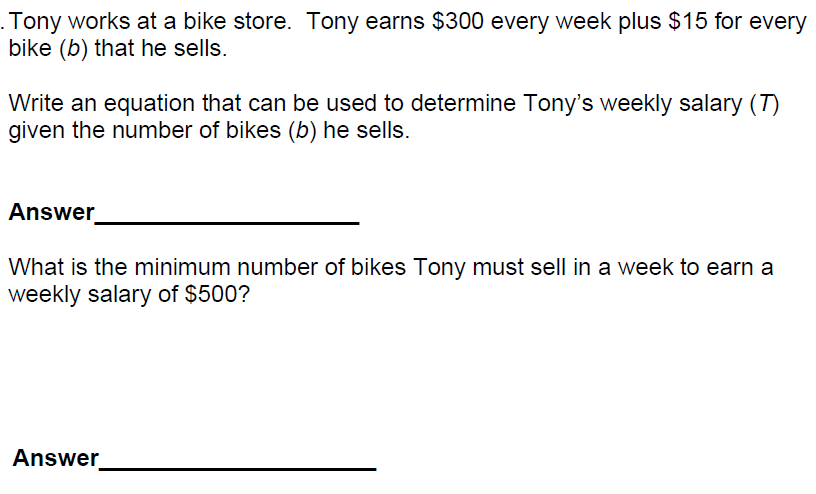 . Tony works at a bike store.  Tony earns $300 every week plus $15 for every
bike (b) that he sells.
Write an equation that can be used to determine Tony’s weekly salary (T)
given the number of bikes (b) he sells.
Answer____________________
What is the minimum number of bikes Tony must sell in a week to earn a
weekly salary of $500?
Answer_____________________